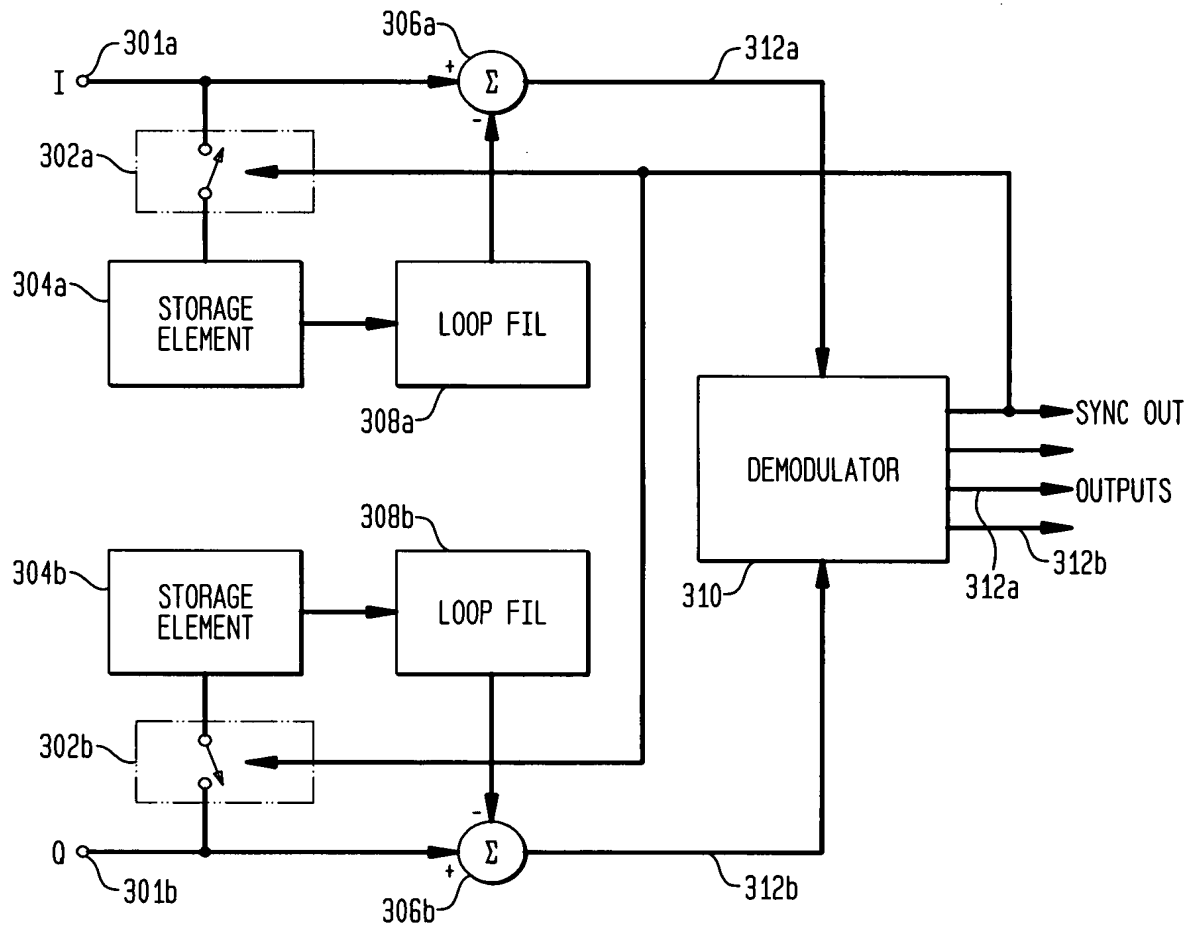 301a
306a
312a
I
+
Σ
-
302a
304a
STORAGE
ELEMENT
LOOP FIL
308a
SYNC OUT
DEMODULATOR
OUTPUTS
308b
312b
304b
STORAGE
ELEMENT
LOOP FIL
310
312a
302b
-
Q
Σ
+
301b
306b
312b